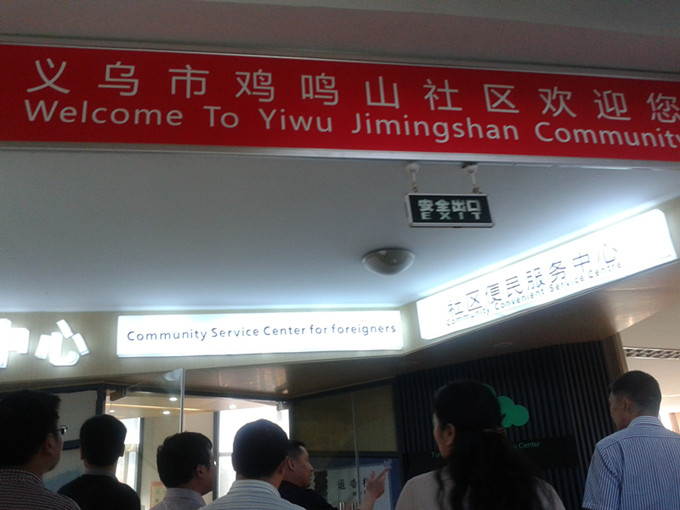 义乌市鸡鸣山社区欢迎您
Welcome To Yiwu Jimingshan Community
安全出口
EXIT
社区便民服务中心
Community Convenient Service Centre
中心
Community Service Center for foreigners
Center